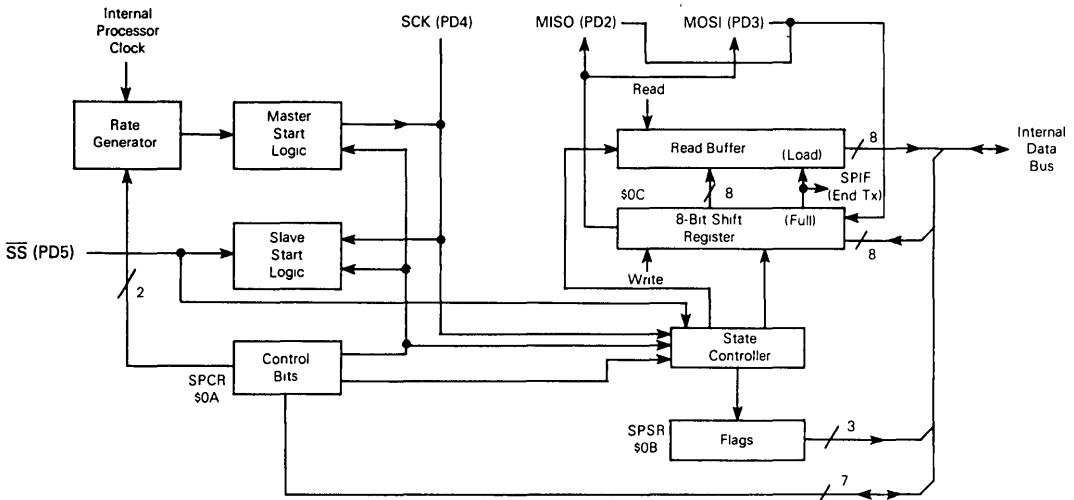 Internal
Processor
Clock
SCK (PD4)
MISO (PD2)
MOSI (PD3)
Rate
Generator
Master
Start
Logic
Read
Read Buffer
(Load)
8
Internal
Data
Bus
$0C
8
SPIF
(End Tx)
8-Bit Shift
Register
(Full)
8
SS (PD5)
Slave
Start
Logic
2
Write
State
Controller
SPCR
$0A
Control
Bits
SPSR
$0B
Flags
3
7